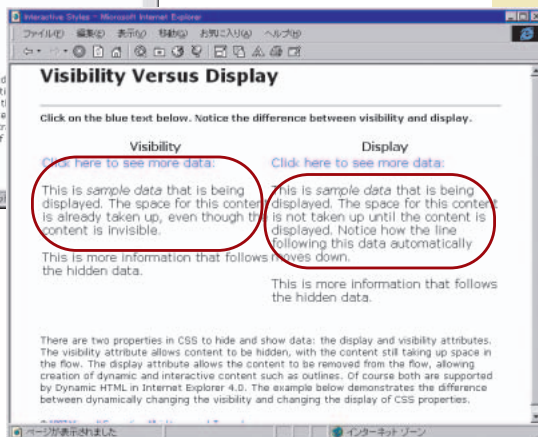 Interactive Styles - Microsoft Internet Explorer
ファイル(F) 編集(E) 表示(V) 移動(G) お気に入り(A) ヘルプ(H)
Visibility Versus Display
Click on the blue text below. Notice the difference between visibility and display.
Visibility
Click here to see more data:
This is sample data that is being
displayed. The space for this content
is already taken up, even though the
content is invisible.
This is more information that follows
the hidden data.
Display
Click here to see more data:
This is sample data that is being
displayed. The space for this content
is not taken up until the content is
displayed. Notice how the line
following this data automatically
moves down.
This is more information that follows
the hidden data.
There are two properties in CSS to hide and show data: the display and visibility attributes.
The visibility attribute allows content to be hidden, with the content still taking up space in
the flow. The display attribute allows the content to be removed from the flow, allowing
creation of dynamic and interactive content such as outlines. Of course both are supported
by Dynamic HTML in Internet Explorer 4.0. The example below demonstrates the difference
between dynamically changing the visibility and changing the display of CSS properties.
ページが表示されました
インターネット ゾーン